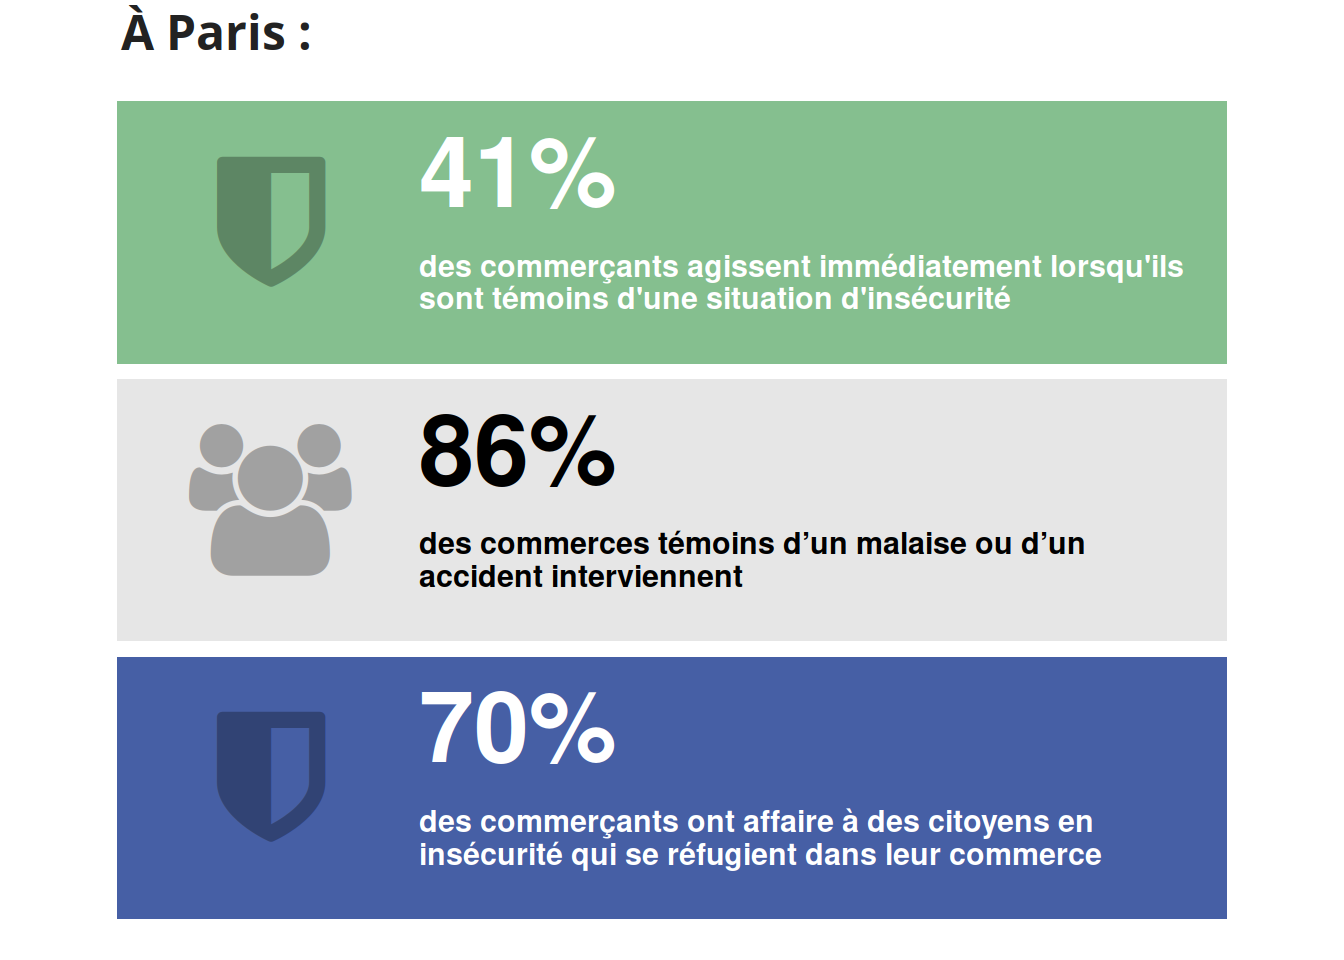 À Paris :
41%
des commerçants agissent immédiatement lorsqu'ils
sont témoins d'une situation d'insécurité
86%
des commerces témoins d’un malaise ou d’un
accident interviennent
70%
des commerçants ont affaire à des citoyens en
insécurité qui se réfugient dans leur commerce